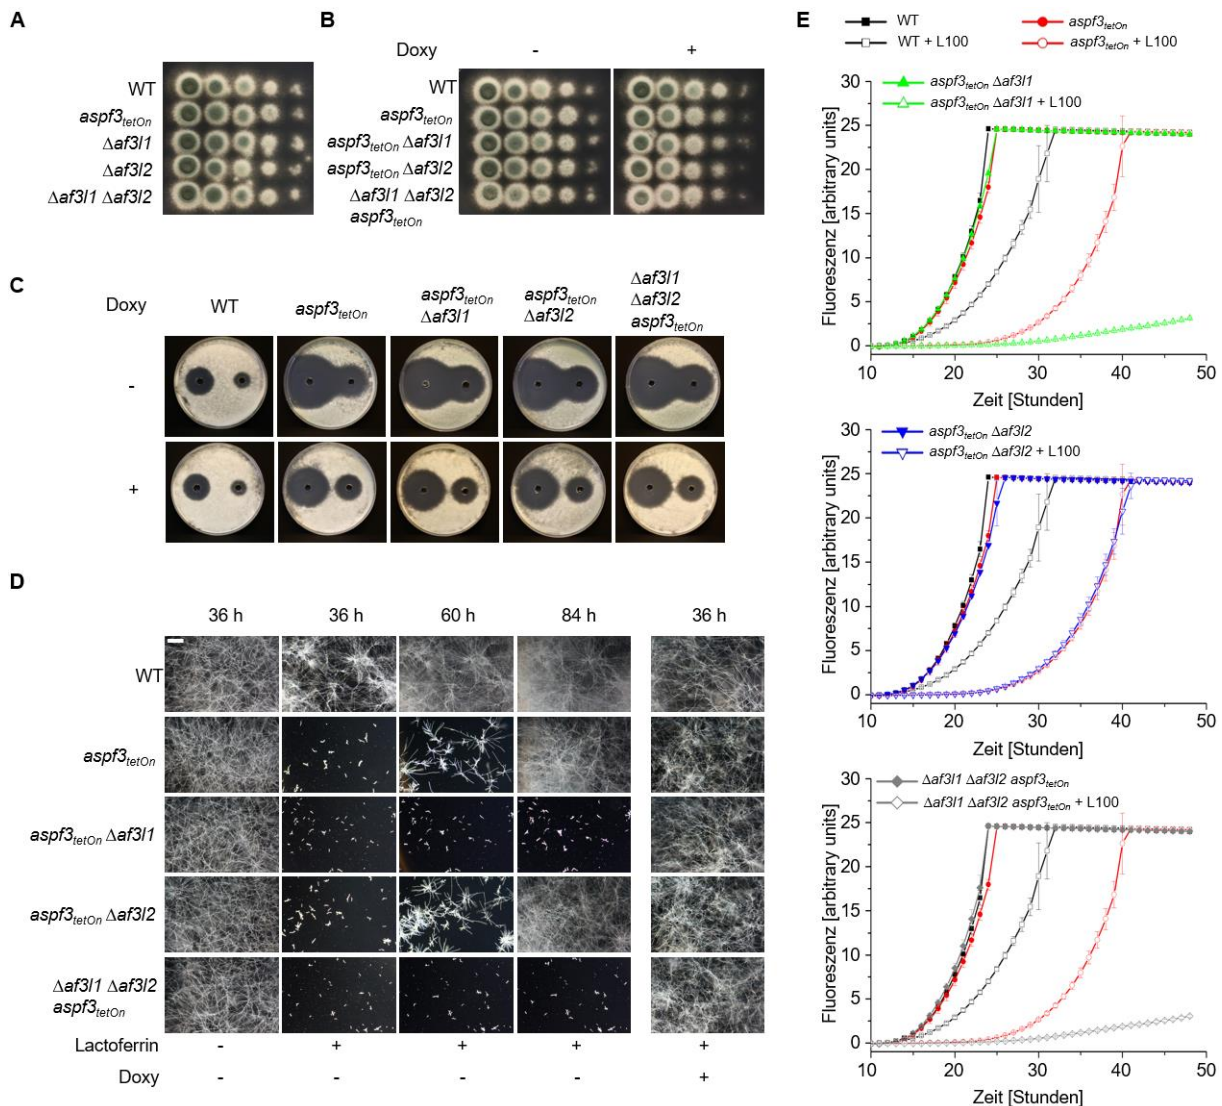 A
WT
aspf3tetOn
Δaf3l1
Δaf3l2
Δaf3l1 Δaf3l2
B
Doxy - +
WT
aspf3tetOn
aspf3tetOn Δaf3l1
aspf3tetOn Δaf3l2
Δaf3l1 Δaf3l2
aspf3tetOn
C
Doxy
WT
aspf3tetOn
aspf3tetOn
Δaf3l1
aspf3tetOn
Δaf3l2
Δaf3l1
Δaf3l2
aspf3tetOn
-
+
D
36 h 36 h 60 h 84 h 36 h
WT
aspf3tetOn
aspf3tetOn Δaf3l1
aspf3tetOn Δaf3l2
Δaf3l1 Δaf3l2
aspf3tetOn
Lactoferrin - + + + +
Doxy - - - - +
E
WT
WT + L100
aspf3tetOn
aspf3tetOn + L100
aspf3tetOn Δaf3l1
aspf3tetOn Δaf3l1 + L100
Fluoreszenz [arbitrary units]
30
25
20
15
10
5
0
10 20 30 40 50
Zeit [Stunden]
aspf3tetOn Δaf3l2
aspf3tetOn Δaf3l2 + L100
Fluoreszenz [arbitrary units]
30
25
20
15
10
5
0
10 20 30 40 50
Zeit [Stunden]
Δaf3l1 Δaf3l2 aspf3tetOn
Δaf3l1 Δaf3l2 aspf3tetOn + L100
Fluoreszenz [arbitrary units]
30
25
20
15
10
5
0
10 20 30 40 50
Zeit [Stunden]